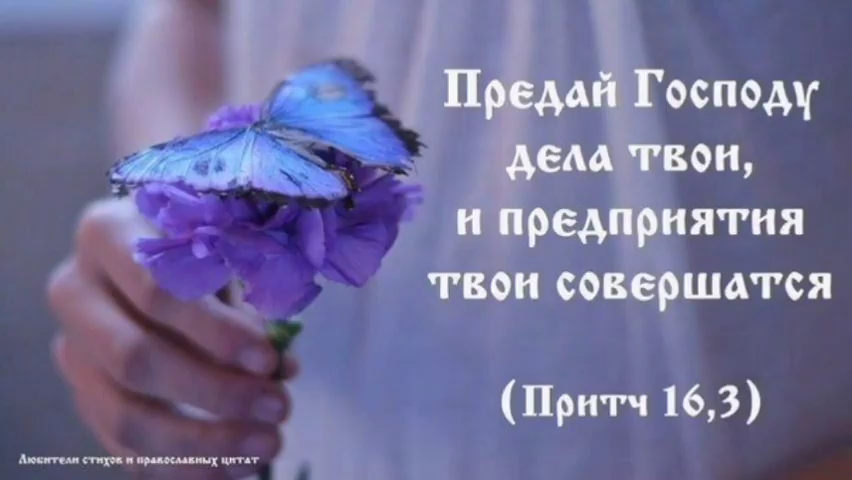 Предай Господу
дела твои,
и предприятия
твои совершатся
(Притч 16,3)
Любители стихов и православных цитат